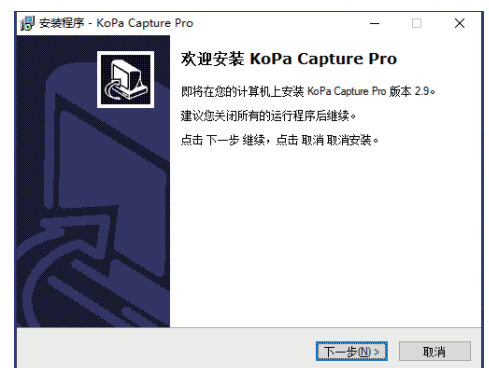 安装程序 - KoPa Capture Pro
欢迎安装 KoPa Capture Pro
即将在您的计算机上安装 KoPa Capture Pro 版本 2.9。
建议您关闭所有的运行程序后继续。
点击 下一步 继续，点击 取消 取消安装。
下一步(N) > 取消